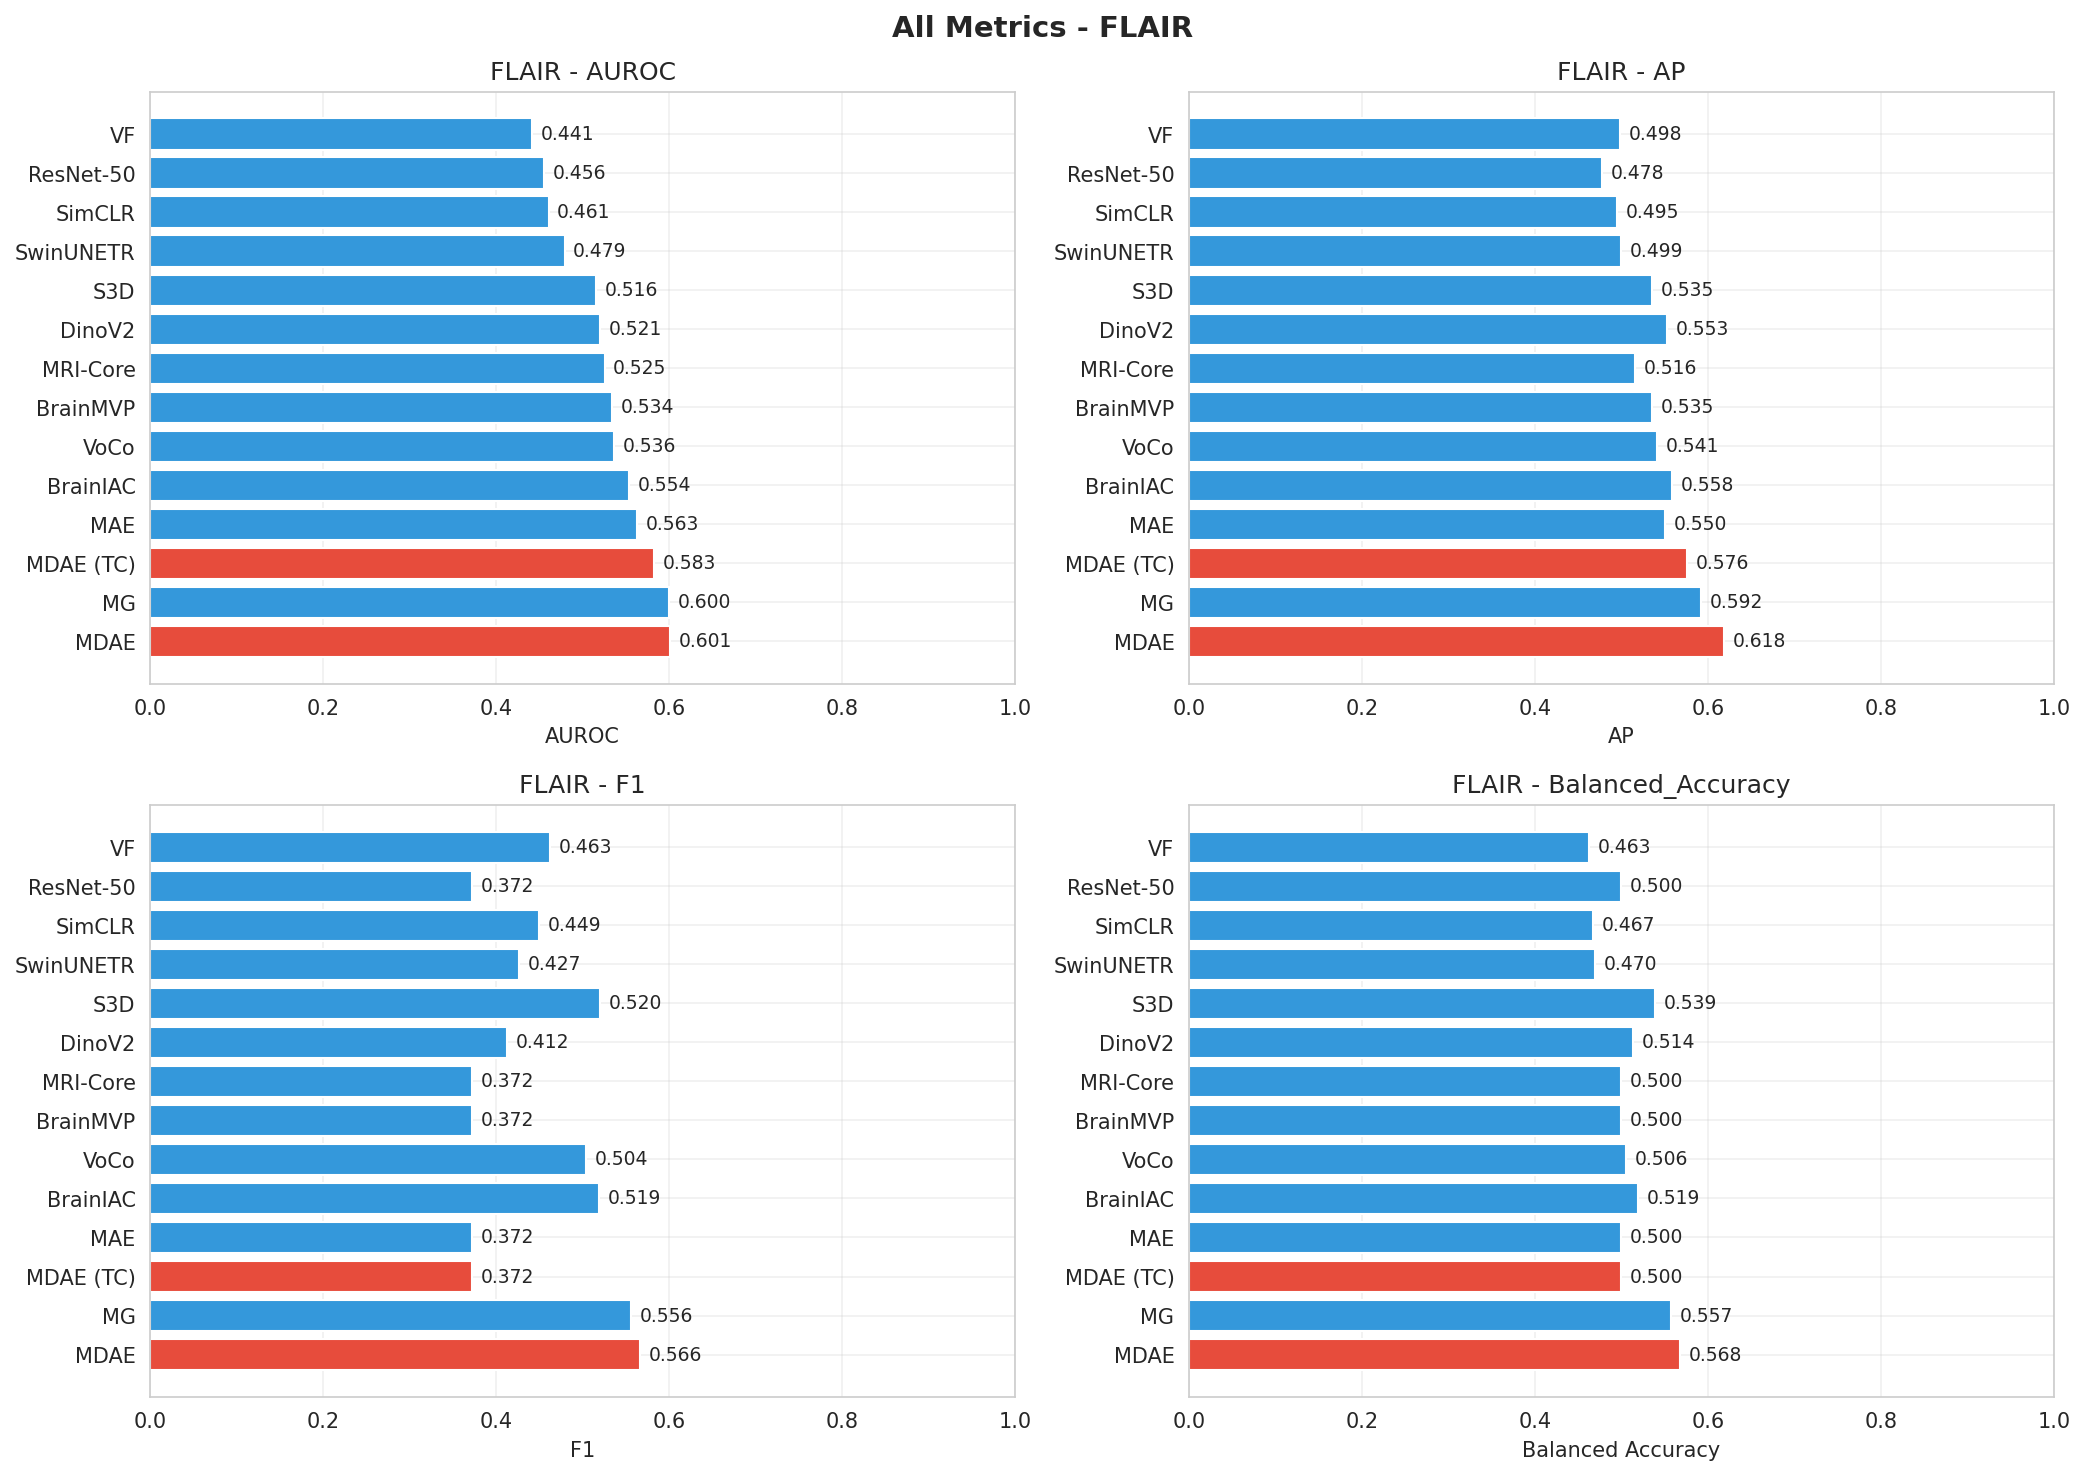 All Metrics - FLAIR
FLAIR - AUROC
VF 0.441
ResNet-50 0.456
SimCLR 0.461
SwinUNETR 0.479
S3D 0.516
DinoV2 0.521
MRI-Core 0.525
BrainMVP 0.534
VoCo 0.536
BrainIAC 0.554
MAE 0.563
MDAE (TC) 0.583
MG 0.600
MDAE 0.601
0.0 0.2 0.4 0.6 0.8 1.0
AUROC
FLAIR - AP
VF 0.498
ResNet-50 0.478
SimCLR 0.495
SwinUNETR 0.499
S3D 0.535
DinoV2 0.553
MRI-Core 0.516
BrainMVP 0.535
VoCo 0.541
BrainIAC 0.558
MAE 0.550
MDAE (TC) 0.576
MG 0.592
MDAE 0.618
0.0 0.2 0.4 0.6 0.8 1.0
AP
FLAIR - F1
VF 0.463
ResNet-50 0.372
SimCLR 0.449
SwinUNETR 0.427
S3D 0.520
DinoV2 0.412
MRI-Core 0.372
BrainMVP 0.372
VoCo 0.504
BrainIAC 0.519
MAE 0.372
MDAE (TC) 0.372
MG 0.556
MDAE 0.566
0.0 0.2 0.4 0.6 0.8 1.0
F1
FLAIR - Balanced_Accuracy
VF 0.463
ResNet-50 0.500
SimCLR 0.467
SwinUNETR 0.470
S3D 0.539
DinoV2 0.514
MRI-Core 0.500
BrainMVP 0.500
VoCo 0.506
BrainIAC 0.519
MAE 0.500
MDAE (TC) 0.500
MG 0.557
MDAE 0.568
0.0 0.2 0.4 0.6 0.8 1.0
Balanced Accuracy